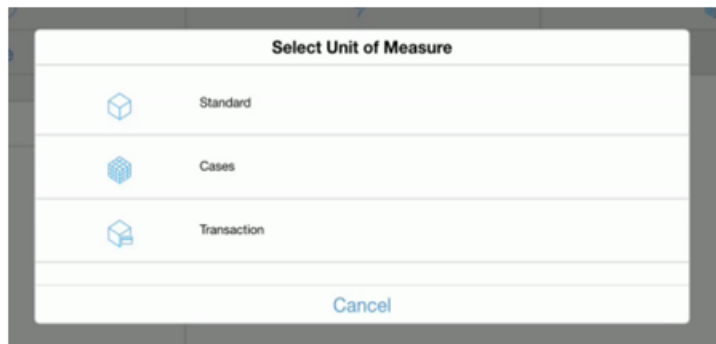 Select Unit of Measure
Standard
Cases
Transaction
Cancel